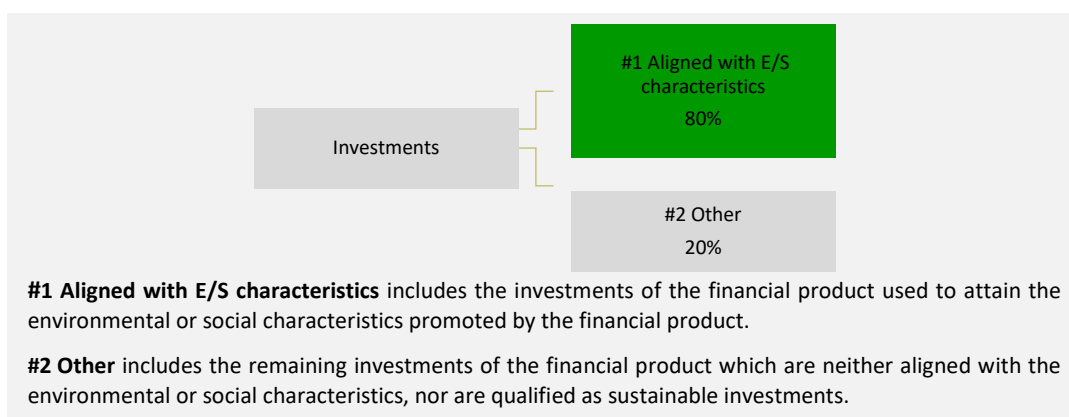 #1 Aligned with E/S
characteristics
80%
Investments
#2 Other
20%
#1 Aligned with E/S characteristics includes the investments of the financial product used to attain the
environmental or social characteristics promoted by the financial product.
#2 Other includes the remaining investments of the financial product which are neither aligned with the
environmental or social characteristics, nor are qualified as sustainable investments.